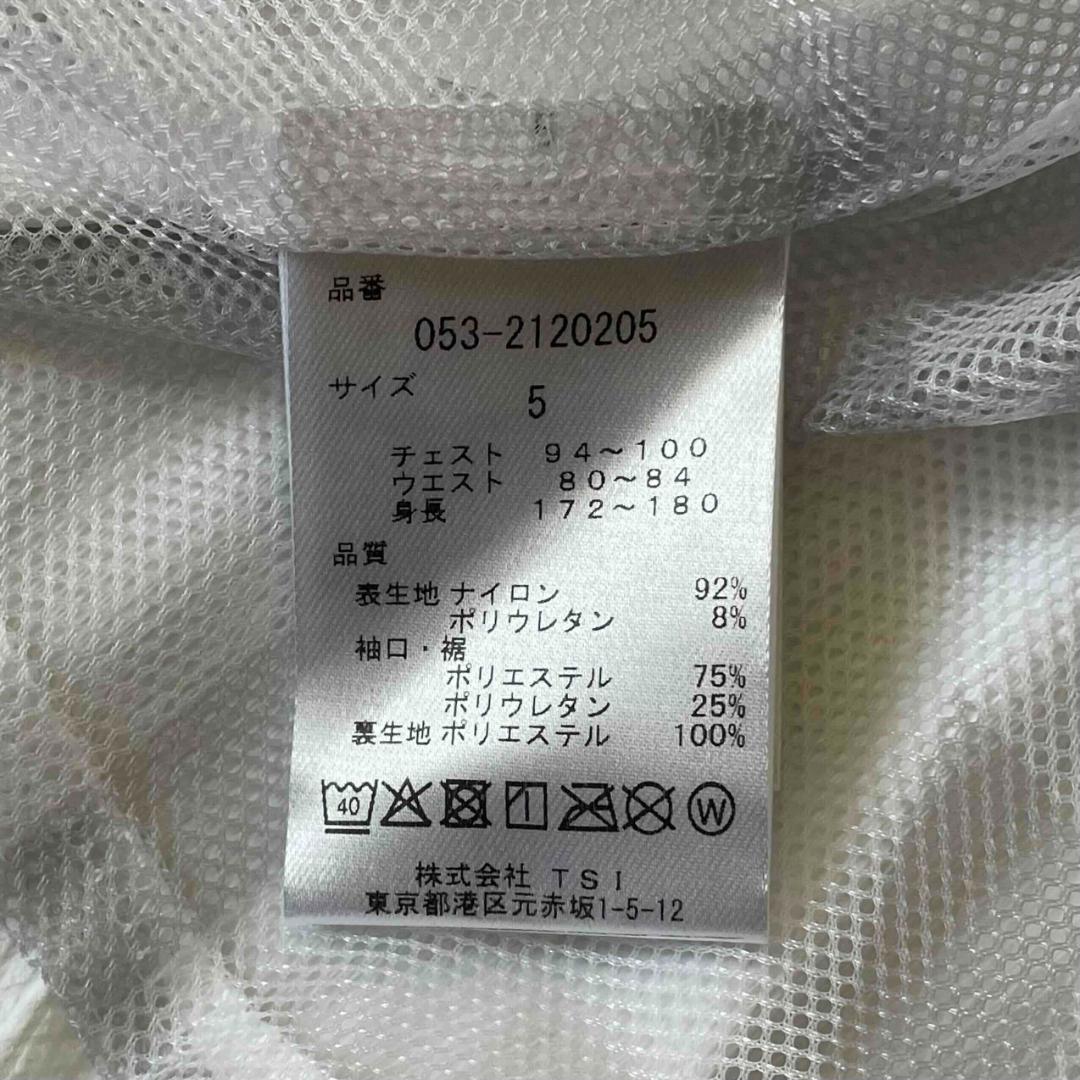 品番
053-2120205
サイズ
5
チェスト 94～100
ウエスト 80～84
身長 172～180
品質
表生地 ナイロン 92%
ポリウレタン 8%
袖口・裾
ポリエステル 75%
ポリウレタン 25%
裏生地 ポリエステル 100%
40 W
株式会社 TSI
東京都港区元赤坂1-5-12